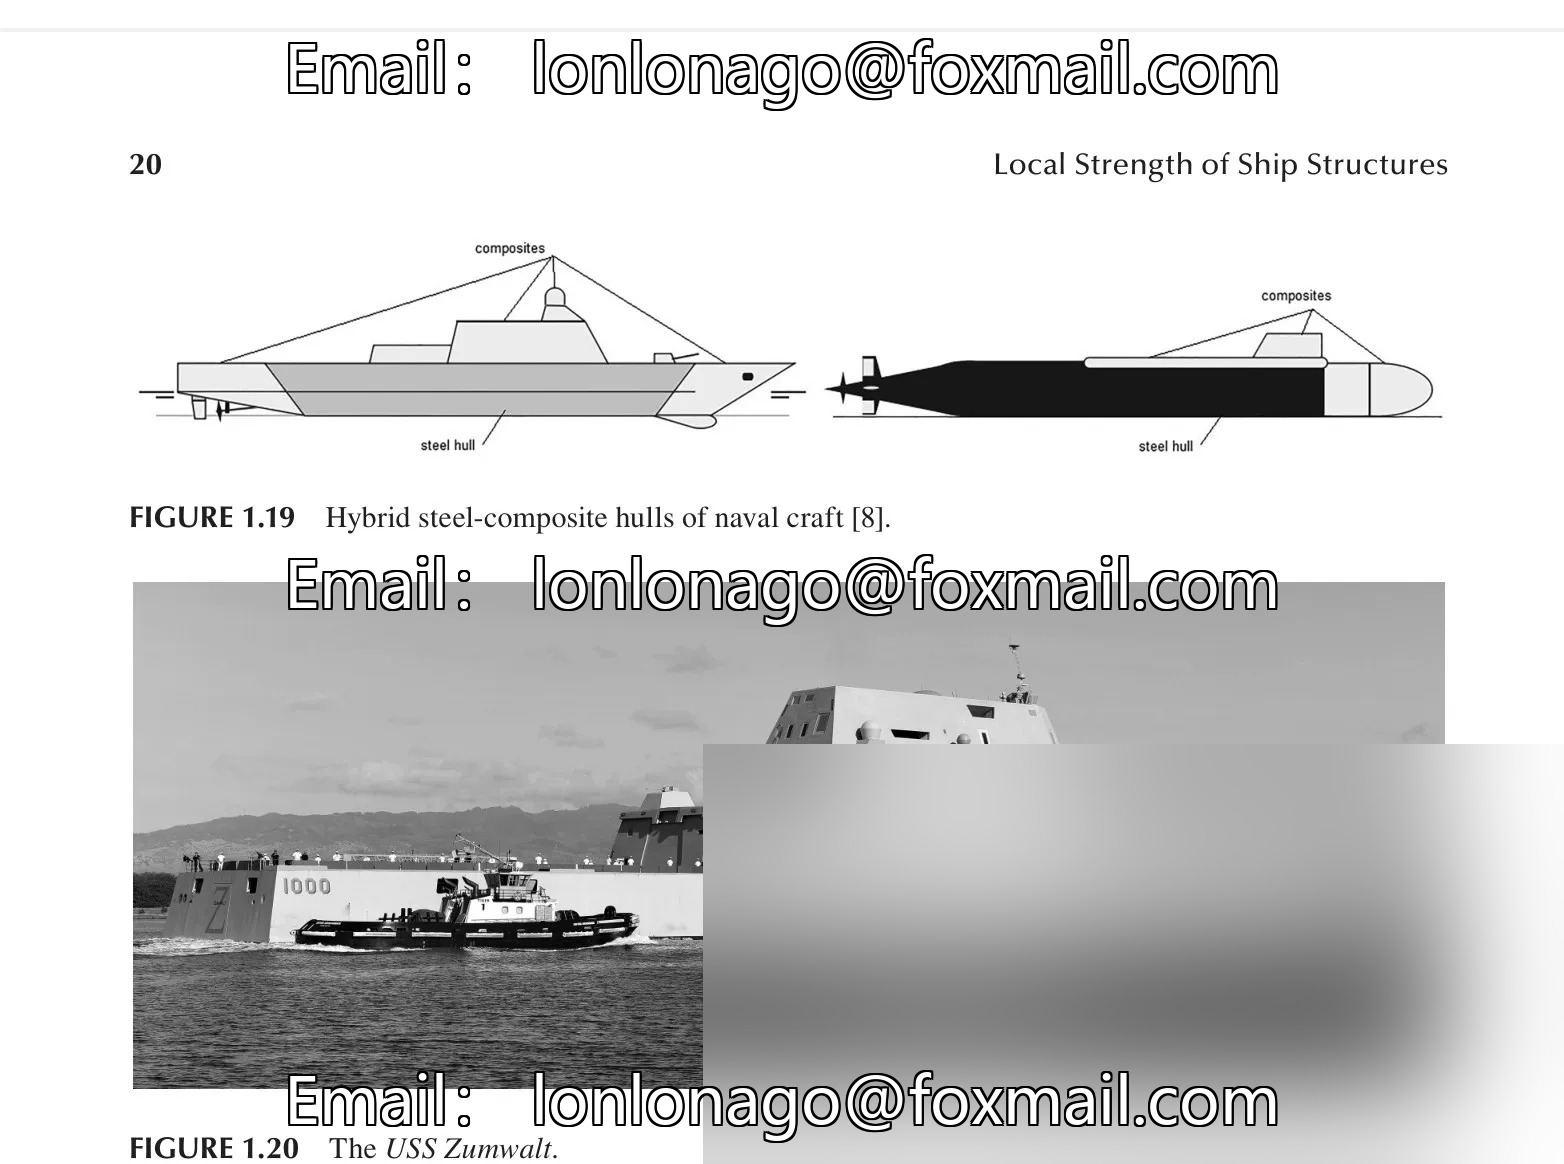 Email： lonlonago@foxmail.com
20 Local Strength of Ship Structures
composites
composites
steel hull
steel hull
FIGURE 1.19 Hybrid steel-composite hulls of naval craft [8].
Email： lonlonago@foxmail.com
1000
Z
Email： lonlonago@foxmail.com
FIGURE 1.20 The USS Zumwalt.